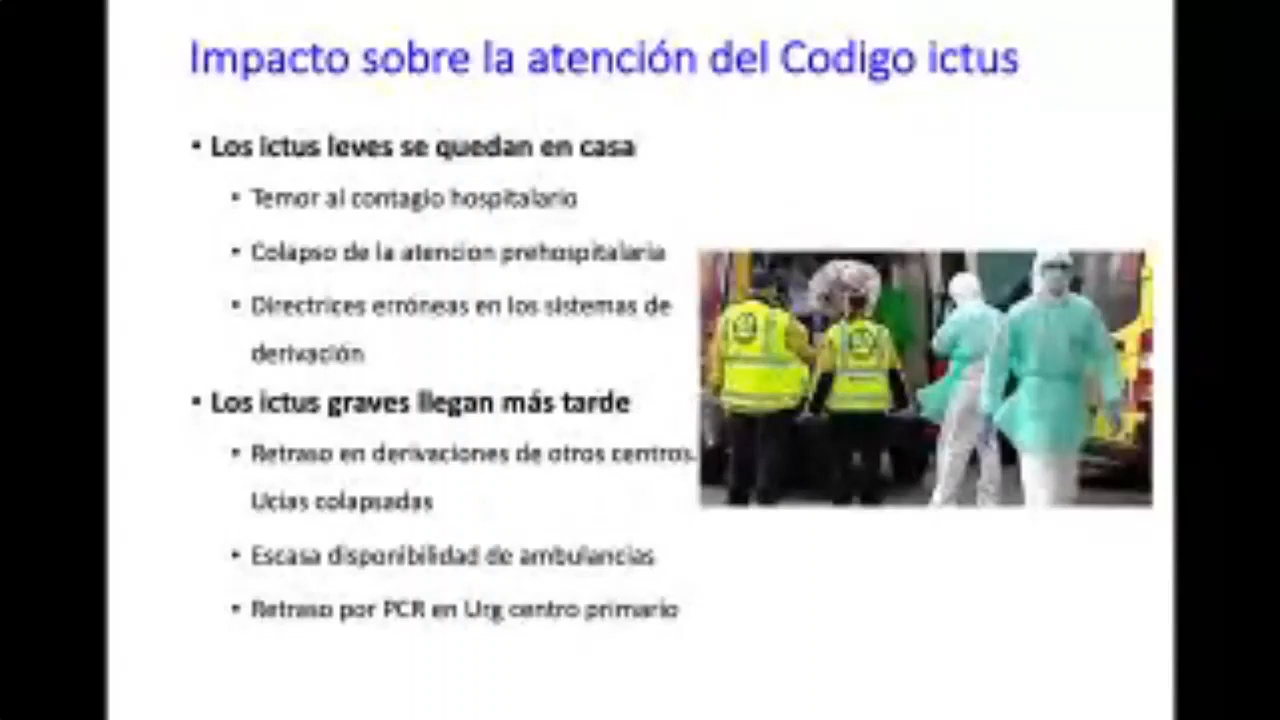 Impacto sobre la atención del Codigo ictus
• Los ictus leves se quedan en casa
• Temor al contagio hospitalario
• Colapso de la atencion prehospitalaria
• Directrices erróneas en los sistemas de
derivación
• Los ictus graves llegan más tarde
• Retraso en derivaciones de otros centros.
Ucias colapsadas
• Escasa disponibilidad de ambulancias
• Retraso por PCR en Urg centro primario